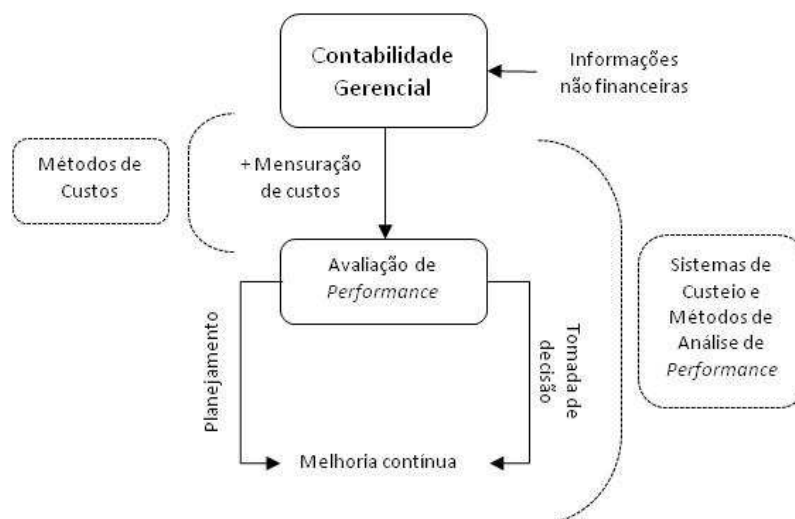 Contabilidade
Gerencial
Informações
não financeiras
Métodos de
Custos
+ Mensuração
de custos
Avaliação de
Performance
Sistemas de
Custeio e
Métodos de
Análise de
Performance
Planejamento
Tomada de
decisão
Melhoria contínua